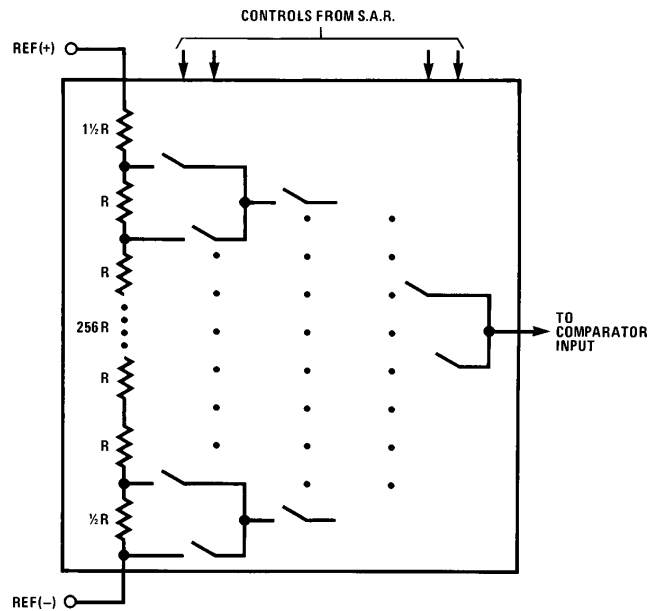 CONTROLS FROM S.A.R.
REF(+)
1½R
R
R
256R
R
R
½R
TO
COMPARATOR
INPUT
REF(−)